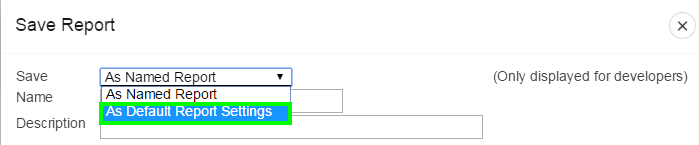 Save Report
Save As Named Report (Only displayed for developers)
As Named Report
Name
As Default Report Settings
Description